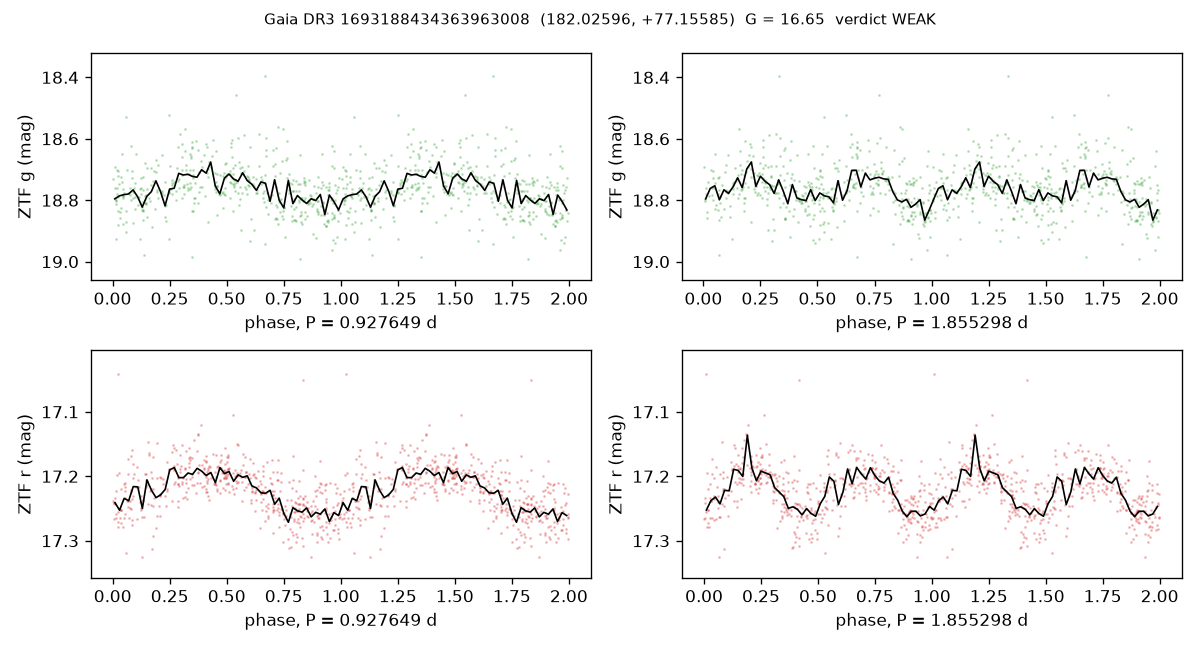 Gaia DR3 1693188434363963008  (182.02596, +77.15585)  G = 16.65  verdict WEAK
ZTF g (mag)
18.4
18.6
18.8
19.0
0.00 0.25 0.50 0.75 1.00 1.25 1.50 1.75 2.00
phase, P = 0.927649 d
ZTF g (mag)
18.4
18.6
18.8
19.0
0.00 0.25 0.50 0.75 1.00 1.25 1.50 1.75 2.00
phase, P = 1.855298 d
ZTF r (mag)
17.1
17.2
17.3
0.00 0.25 0.50 0.75 1.00 1.25 1.50 1.75 2.00
phase, P = 0.927649 d
ZTF r (mag)
17.1
17.2
17.3
0.00 0.25 0.50 0.75 1.00 1.25 1.50 1.75 2.00
phase, P = 1.855298 d